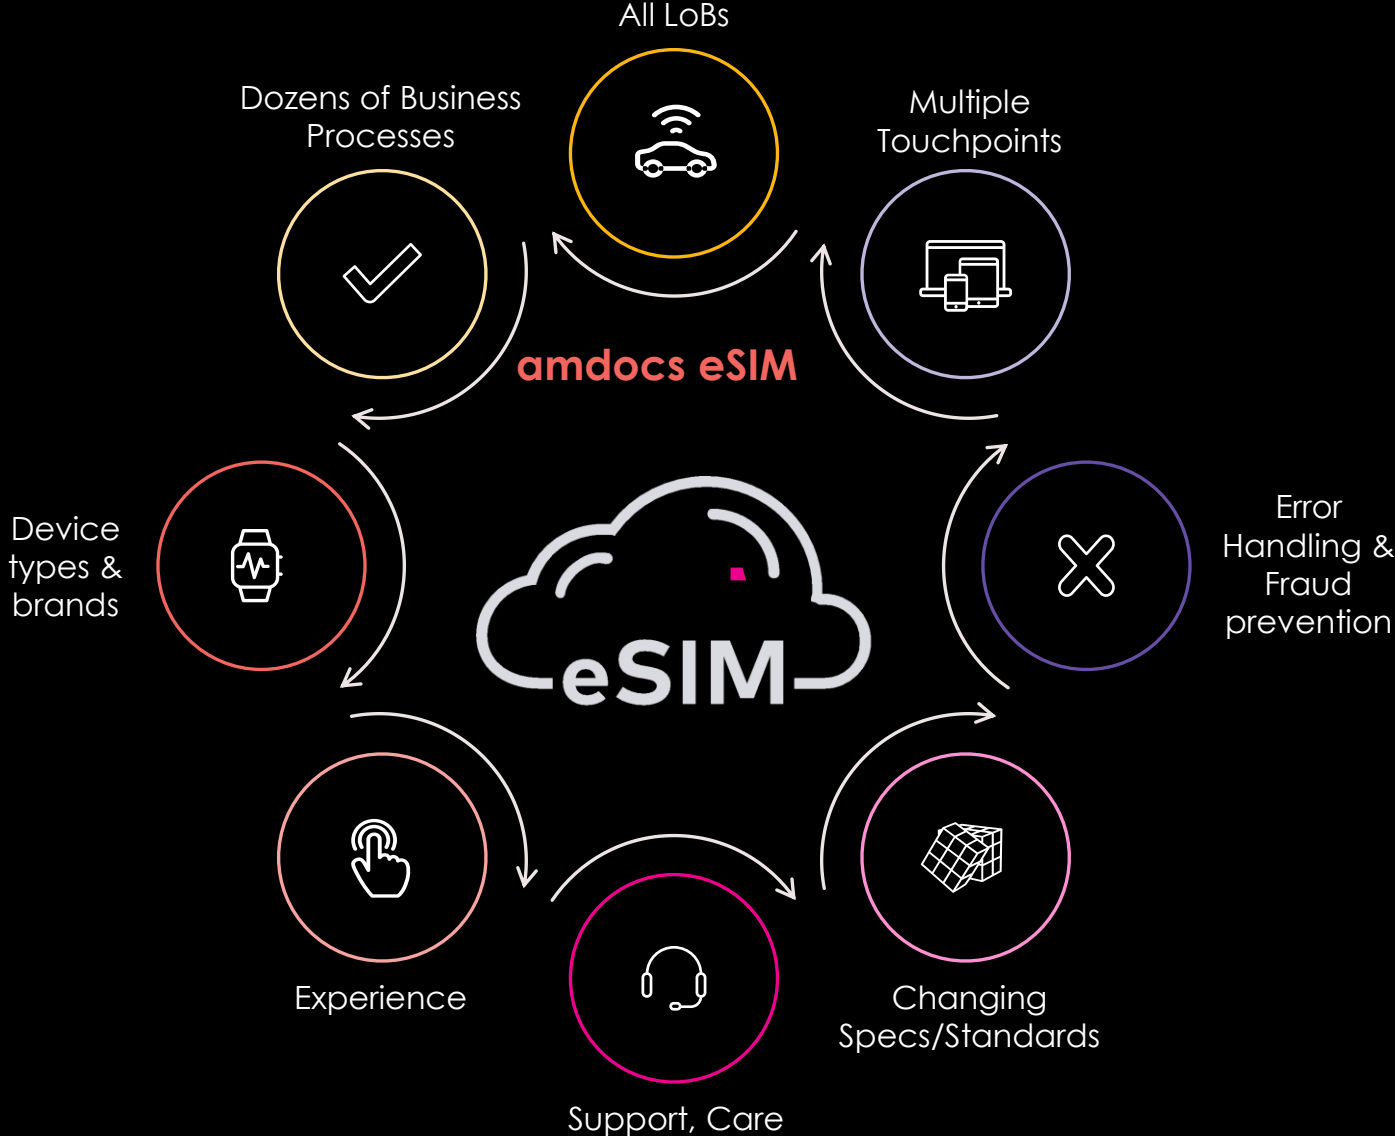 All LoBs
Dozens of Business
Processes
Multiple
Touchpoints
amdocs eSIM
Device
types &
brands
Error
Handling &
Fraud
prevention
eSIM
Experience
Changing
Specs/Standards
Support, Care